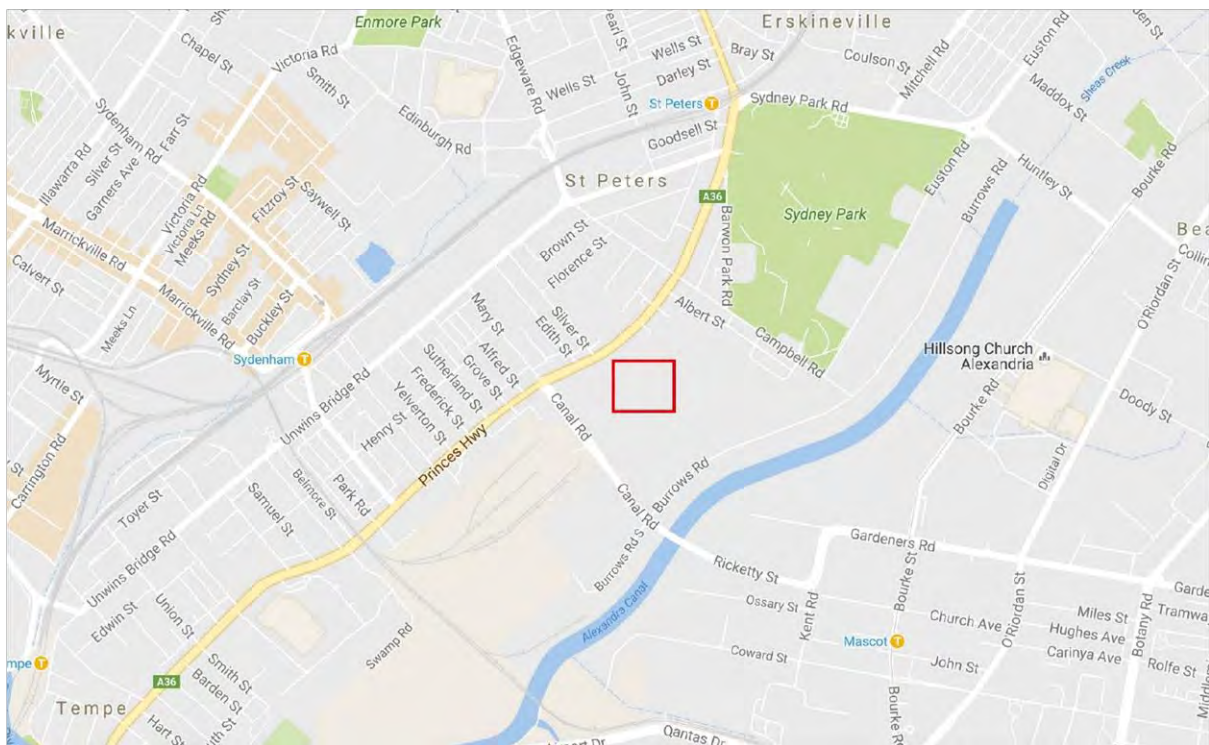 kville
Enmore Park
Erskineville
Victoria Rd
Chapel St
Smith St
Edgeware Rd
Wells St
John St
Wells St
Darley St
Bray St
Coulson St
Mitchell Rd
Euston Rd
Maddox St
Sheas Creek
St Peters
Sydney Park Rd
Goodsell St
Edinburgh Rd
Sydenham Rd
Farr St
Illawarra Rd
Silver St
Garners Ave
Victoria Rd
Victoria Ln
Meeks Rd
Fitzroy St
Saywell St
St Peters
A36
Barwon Park Rd
Sydney Park
Euston Rd
Burrows Rd
Huntley St
Bourke Rd
Bea
O'Riordan St
Marrickville Rd
Calvert St
Sydney St
Barclay St
Buckley St
Marrickville Rd
Meeks Ln
Brown St
Florence St
Silver St
Edith St
Mary St
Albert St
Campbell Rd
Sydenham
Unwins Bridge Rd
Alfred St
Grove St
Sutherland St
Frederick St
Yelverton St
Henry St
Hillsong Church
Alexandria
Bourke Rd
Doody St
Digital Dr
Myrtle St
Carrington Rd
Canal Rd
Princes Hwy
Park Rd
Belmore St
Samuel St
Toyer St
Unwins Bridge Rd
Burrows Rd
Canal Rd
Burrows Rd S
Ricketty St
Gardeners Rd
Bourke St
O'Riordan St
Ossary St
Kent Rd
Church Ave
Miles St
Hughes Ave
Carinya Ave
Botany Rd
Rolfe St
Mascot
Coward St
John St
Bourke Rd
Edwin St
Union St
Swamp Rd
Alexandra Canal
Smith St
Barden St
A36
Tempe
Hart St
Qantas Dr